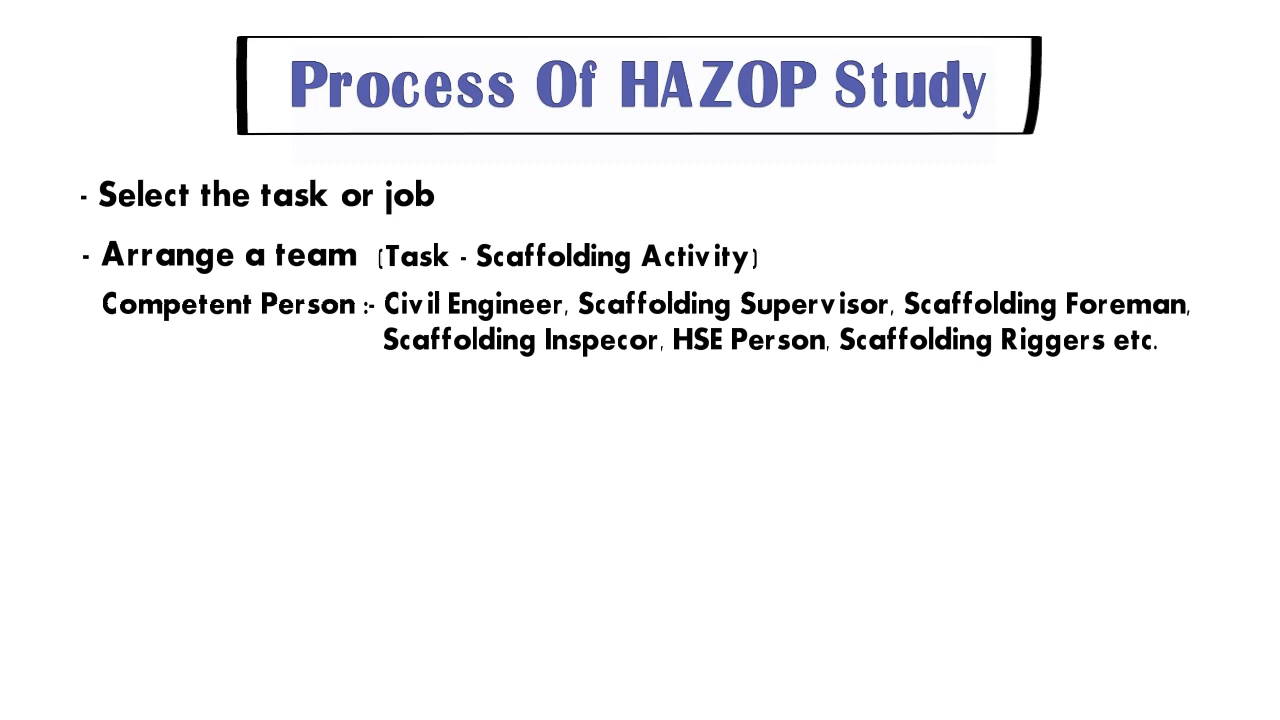 Process Of HAZOP Study
- Select the task or job
- Arrange a team (Task - Scaffolding Activity)
Competent Person :- Civil Engineer, Scaffolding Supervisor, Scaffolding Foreman,
Scaffolding Inspecor, HSE Person, Scaffolding Riggers etc.